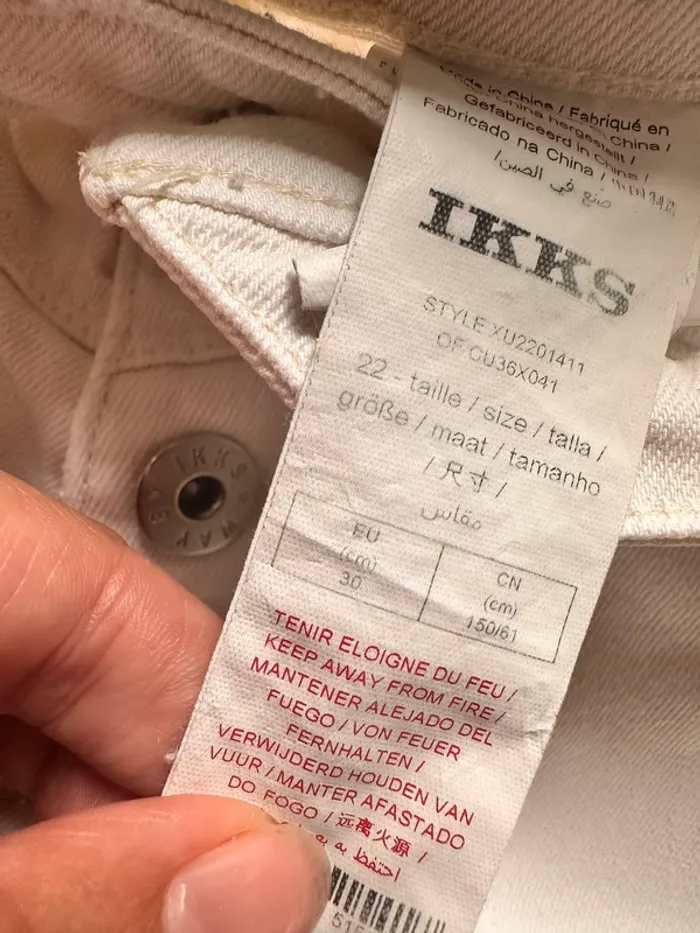 Made in China / Fabriqué en
China hergestellt /
Gefabriceerd in China /
Fabricado na China /
صنع في الصين/
IKKS
STYLE XU2201411
OF CU36X041
22 - taille / size / talla /
größe / maat / tamanho
/ 尺寸 /
مقاس
EU
(cm)
30
CN
(cm)
150/61
TENIR ELOIGNE DU FEU /
KEEP AWAY FROM FIRE /
MANTENER ALEJADO DEL
FUEGO / VON FEUER
FERNHALTEN /
VERWIJDERD HOUDEN VAN
VUUR / MANTER AFASTADO
DO FOGO / 远离火源 /
احتفظ به
IKKS
WAY